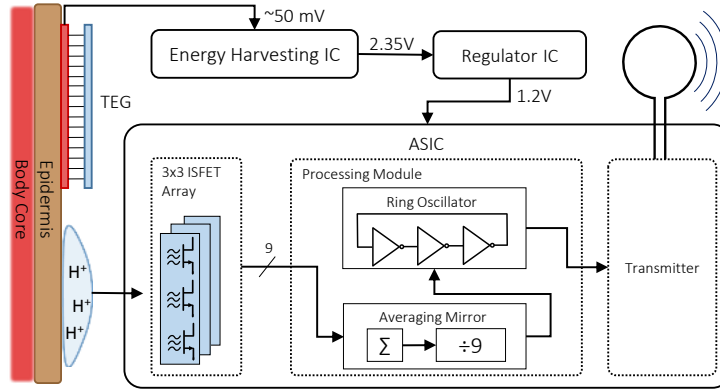 ~50 mV
Energy Harvesting IC
2.35V
Regulator IC
1.2V
TEG
Body Core
Epidermis
ASIC
3x3 ISFET
Array
Processing Module
Ring Oscillator
9
H⁺
H⁺
H⁺
Transmitter
Averaging Mirror
Σ
÷9